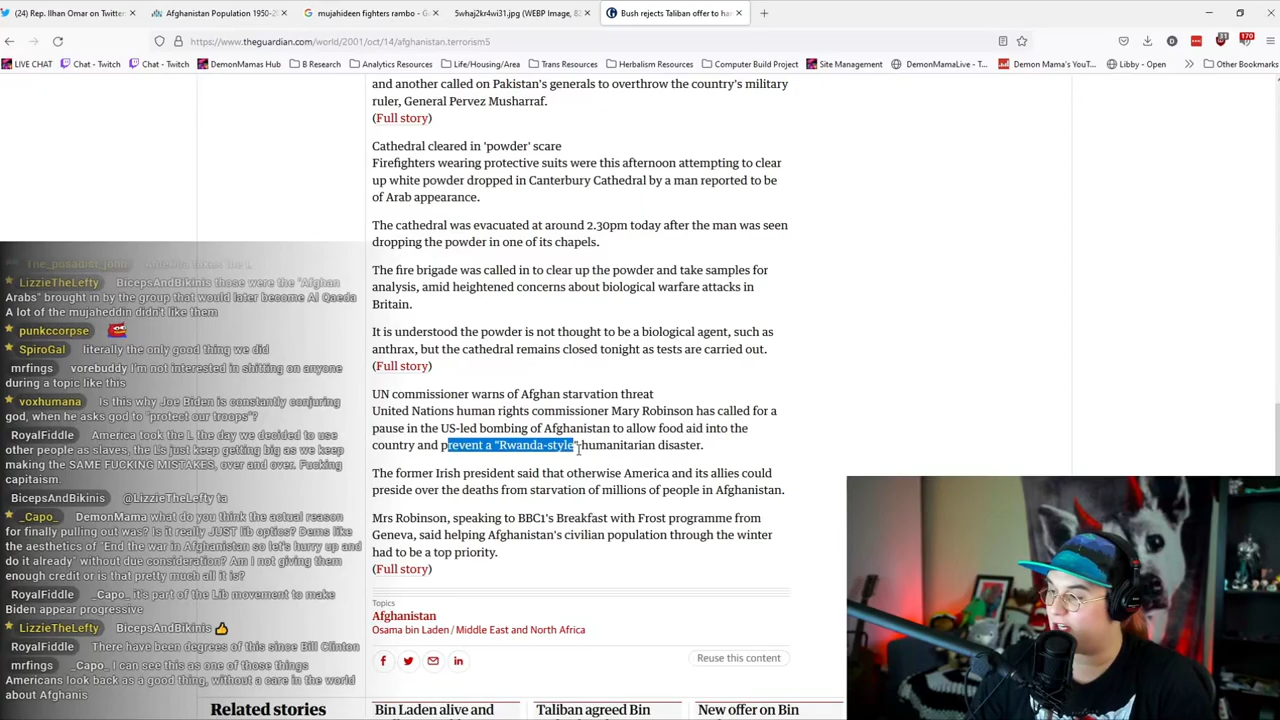 (24) Rep. Ilhan Omar on Twitter
Afghanistan Population 1950-2
mujahideen fighters rambo - G
5whaj2kr4wi31.jpg (WEBP Image, 8
Bush rejects Taliban offer to ha
https://www.theguardian.com/world/2001/oct/14/afghanistan.terrorism5
31
170
LIVE CHAT
Chat - Twitch
Chat - Twitch
DemonMamas Hub
B Research
Analytics Resources
Life/Housing/Area
Trans Resources
Herbalism Resources
Computer Build Project
Site Management
DemonMamaLive - T...
Demon Mama's YouT...
Libby - Open
Other Bookmarks
and another called on Pakistan's generals to overthrow the country's military
ruler, General Pervez Musharraf.
(Full story)
Cathedral cleared in 'powder' scare
Firefighters wearing protective suits were this afternoon attempting to clear
up white powder dropped in Canterbury Cathedral by a man reported to be
of Arab appearance.
The cathedral was evacuated at around 2.30pm today after the man was seen
dropping the powder in one of its chapels.
The fire brigade was called in to clear up the powder and take samples for
analysis, amid heightened concerns about biological warfare attacks in
Britain.
It is understood the powder is not thought to be a biological agent, such as
anthrax, but the cathedral remains closed tonight as tests are carried out.
(Full story)
UN commissioner warns of Afghan starvation threat
United Nations human rights commissioner Mary Robinson has called for a
pause in the US-led bombing of Afghanistan to allow food aid into the
country and prevent a "Rwanda-style" humanitarian disaster.
The former Irish president said that otherwise America and its allies could
preside over the deaths from starvation of millions of people in Afghanistan.
Mrs Robinson, speaking to BBC1's Breakfast with Frost programme from
Geneva, said helping Afghanistan's civilian population through the winter
had to be a top priority.
(Full story)
Topics
Afghanistan
Osama bin Laden / Middle East and North Africa
Reuse this content
Related stories
Bin Laden alive and
Taliban agreed Bin
New offer on Bin
The_posadist_john America takes the L
LizzieTheLefty BicepsAndBikinis those were the "Afghan
Arabs" brought in by the group that would later become Al Qaeda
A lot of the mujaheddin didn't like them
punkccorpse
SpiroGal literally the only good thing we did
mrfings vorebuddy I'm not interested in shitting on anyone
during a topic like this
voxhumana Is this why Joe Biden is constantly conjuring
god, when he asks god to "protect our troops"?
RoyalFiddle America took the L the day we decided to use
other people as slaves, the L's just keep getting big as we keep
making the SAME FUCKING MISTAKES, over and over. Fucking
capitaism.
BicepsAndBikinis @LizzieTheLefty ta
_Capo_ DemonMama what do you think the actual reason
for finally pulling out was? Is it really JUST lib optics? Dems like
the aesthetics of "End the war in Afghanistan so let's hurry up and
do it already" without due consideration? Am I not giving them
enough credit or is that pretty much all it is?
RoyalFiddle _Capo_ it's part of the Lib movement to make
Biden appear progressive
LizzieTheLefty BicepsAndBikinis 👍
RoyalFiddle There have been degrees of this since Bill Clinton
mrfings _Capo_ I can see this as one of those things
Americans look back as a good thing, without a care in the world
about Afghanis